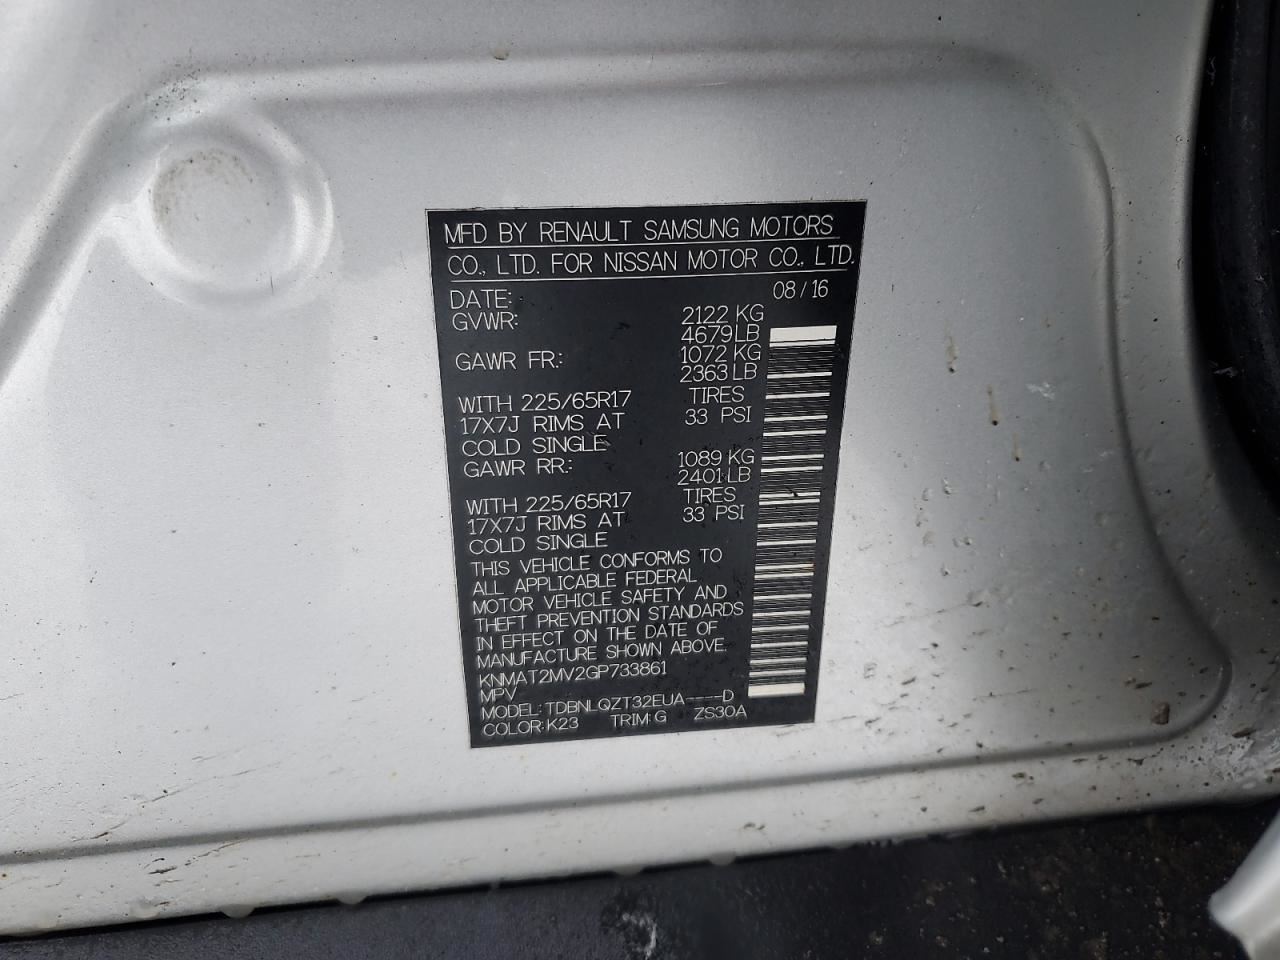 MFD BY RENAULT SAMSUNG MOTORS
CO., LTD. FOR NISSAN MOTOR CO., LTD.
DATE: 08/16
GVWR: 2122 KG
4679LB
GAWR FR.: 1072 KG
2363LB
WITH 225/65R17 TIRES
17X7J RIMS AT 33 PSI
COLD SINGLE
GAWR RR.: 1089 KG
2401LB
WITH 225/65R17 TIRES
17X7J RIMS AT 33 PSI
COLD SINGLE
THIS VEHICLE CONFORMS TO
ALL APPLICABLE FEDERAL
MOTOR VEHICLE SAFETY AND
THEFT PREVENTION STANDARDS
IN EFFECT ON THE DATE OF
MANUFACTURE SHOWN ABOVE.
KNMAT2MV2GP733861
MPV
MODEL:TDBNLQZT32EUA----D
COLOR:K23 TRIM:G ZS30A